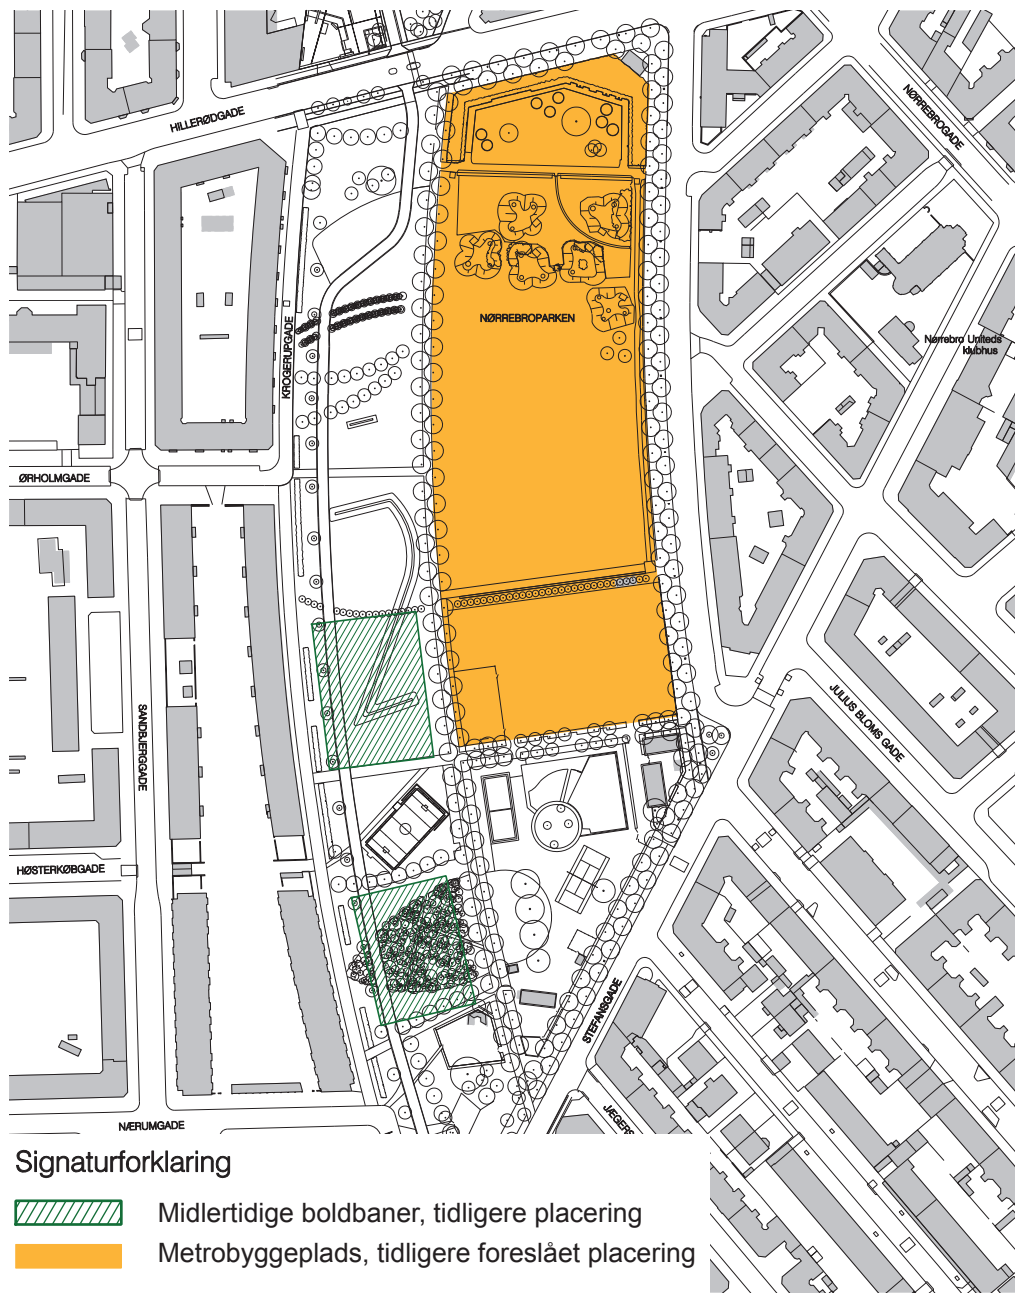 HILLERØDGADE
NØRREBROGADE
KROGERUPGADE
NØRREBROPARKEN
Nørrebro Uniteds
klubhus
ØRHOLMGADE
SANDBJERGGADE
JULIUS BLOMS GADE
HØSTERKØBGADE
STEFANSGADE
NÆRUMGADE
Signaturforklaring
Midlertidige boldbaner, tidligere placering
Metrobyggeplads, tidligere foreslået placering